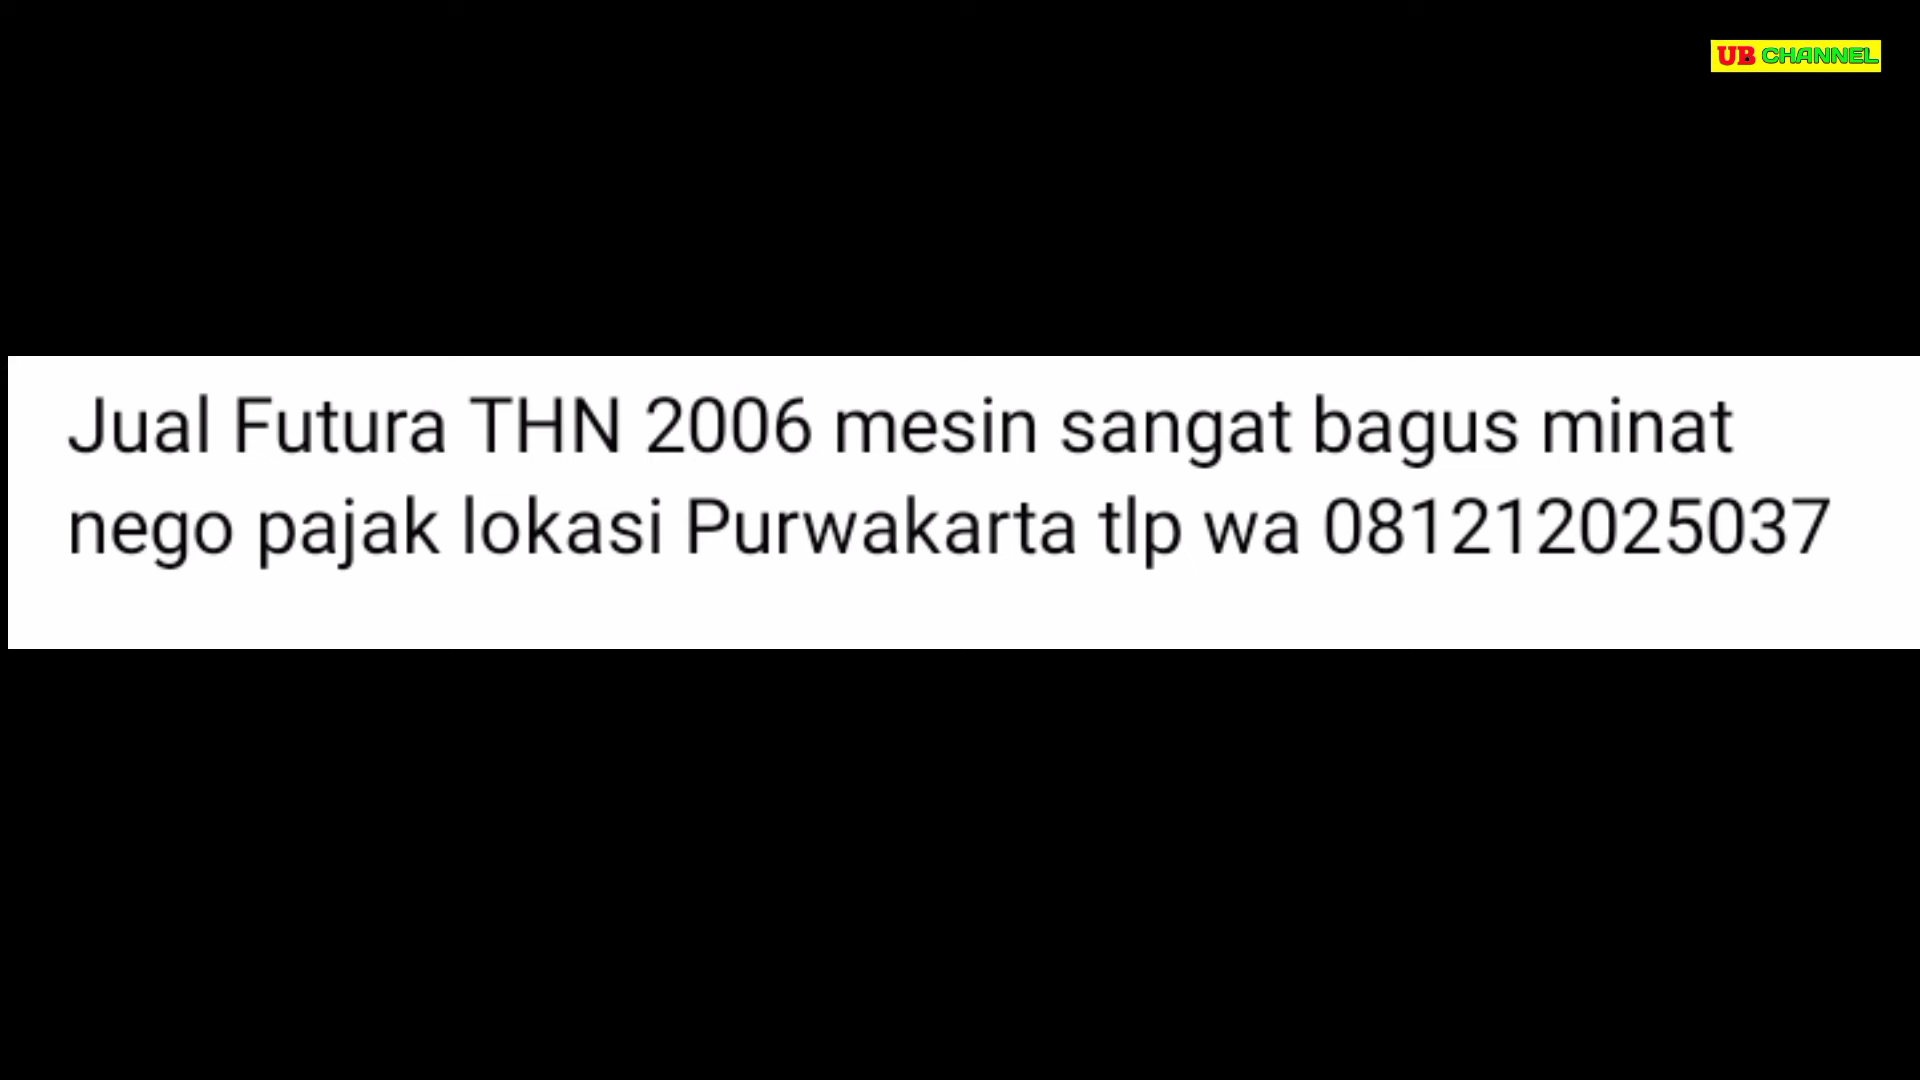 UB CHANNEL
Jual Futura THN 2006 mesin sangat bagus minat
nego pajak lokasi Purwakarta tlp wa 081212025037